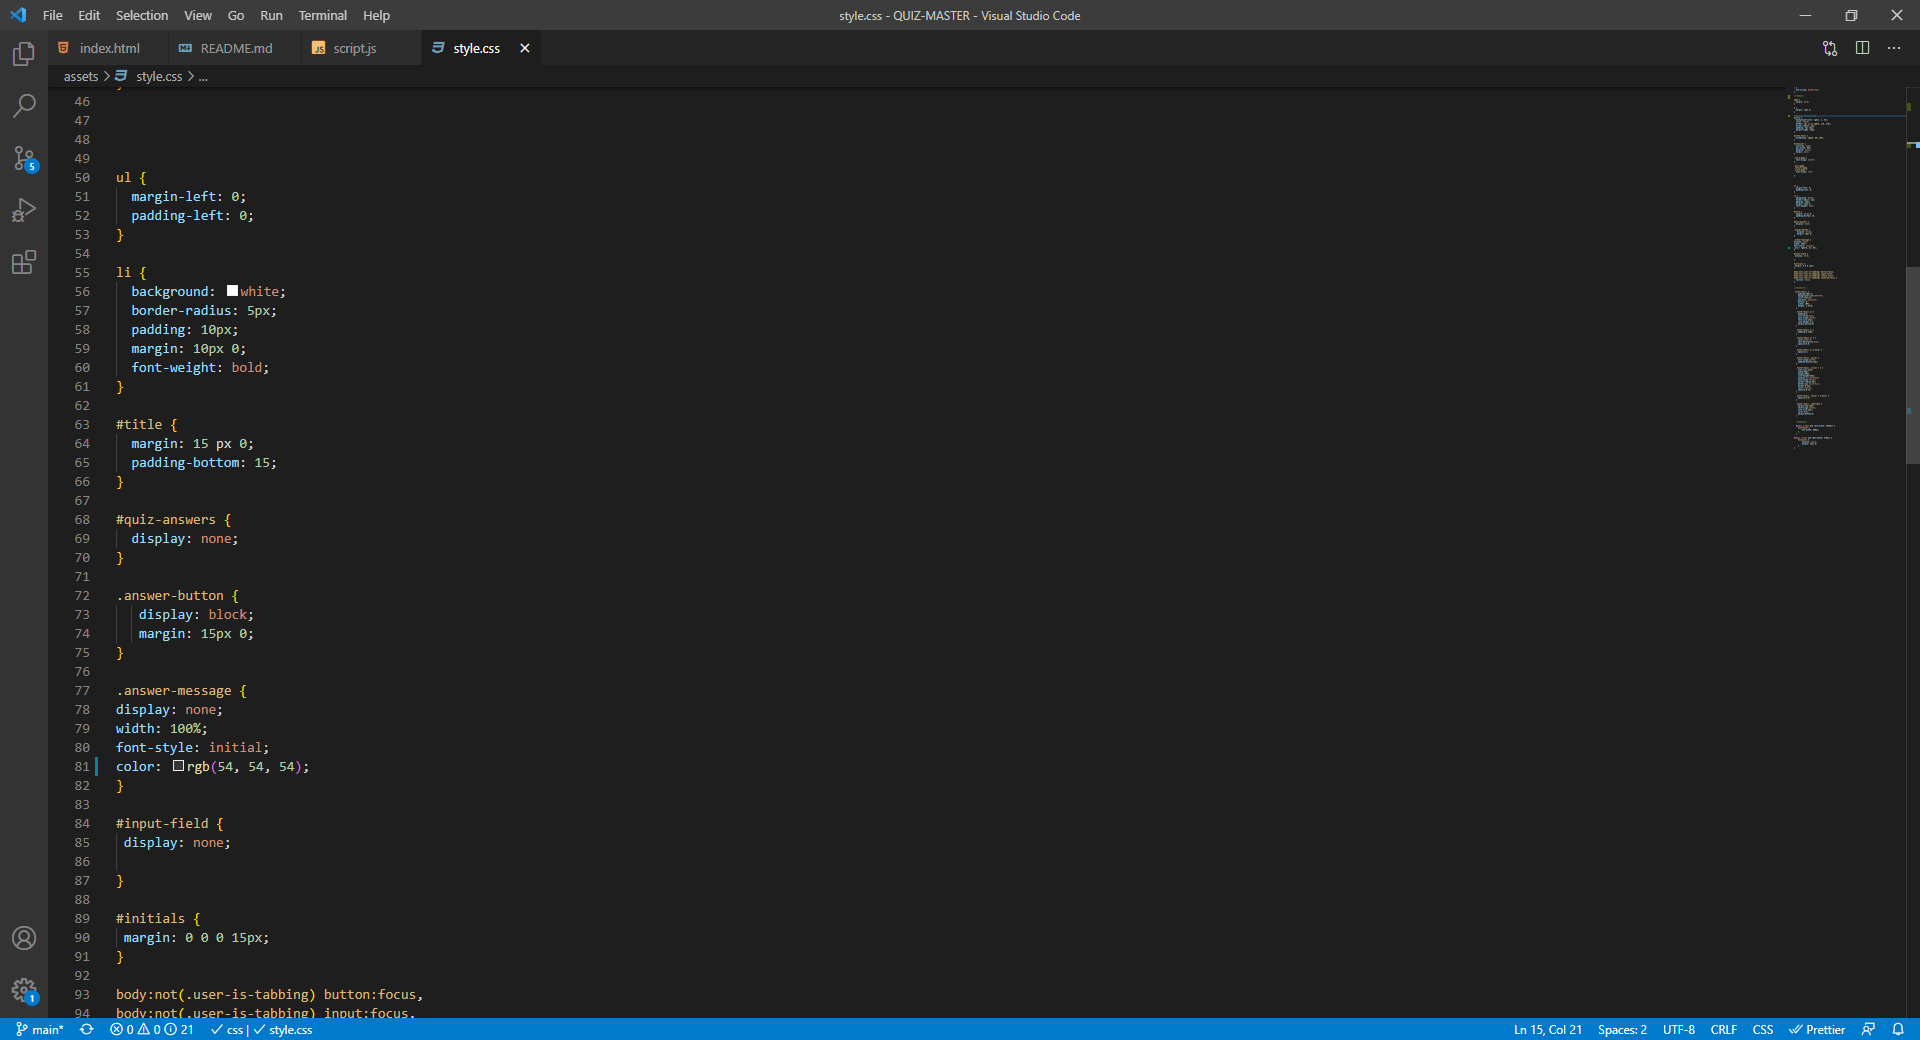 File Edit Selection View Go Run Terminal Help
style.css - QUIZ-MASTER - Visual Studio Code
index.html README.md JS script.js style.css
assets > style.css > ...
46
47
48
49
50 ul {
51 margin-left: 0;
52 padding-left: 0;
53 }
54
55 li {
56 background: white;
57 border-radius: 5px;
58 padding: 10px;
59 margin: 10px 0;
60 font-weight: bold;
61 }
62
63 #title {
64 margin: 15 px 0;
65 padding-bottom: 15;
66 }
67
68 #quiz-answers {
69 display: none;
70 }
71
72 .answer-button {
73 display: block;
74 margin: 15px 0;
75 }
76
77 .answer-message {
78 display: none;
79 width: 100%;
80 font-style: initial;
81 color: rgb(54, 54, 54);
82 }
83
84 #input-field {
85 display: none;
86
87 }
88
89 #initials {
90 margin: 0 0 0 15px;
91 }
92
93 body:not(.user-is-tabbing) button:focus,
94 body:not(.user-is-tabbing) input:focus,
5
1
main* 0 0 21 css | style.css Ln 15, Col 21 Spaces: 2 UTF-8 CRLF CSS Prettier